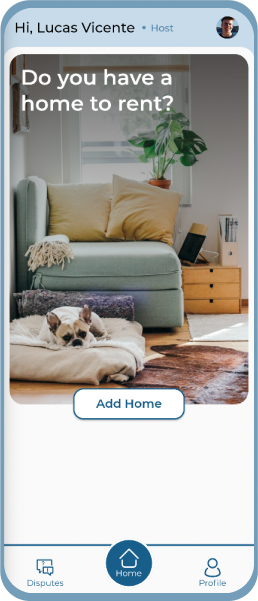 Hi, Lucas Vicente • Host
Do you have a
home to rent?
Add Home
Disputes
Home
Profile